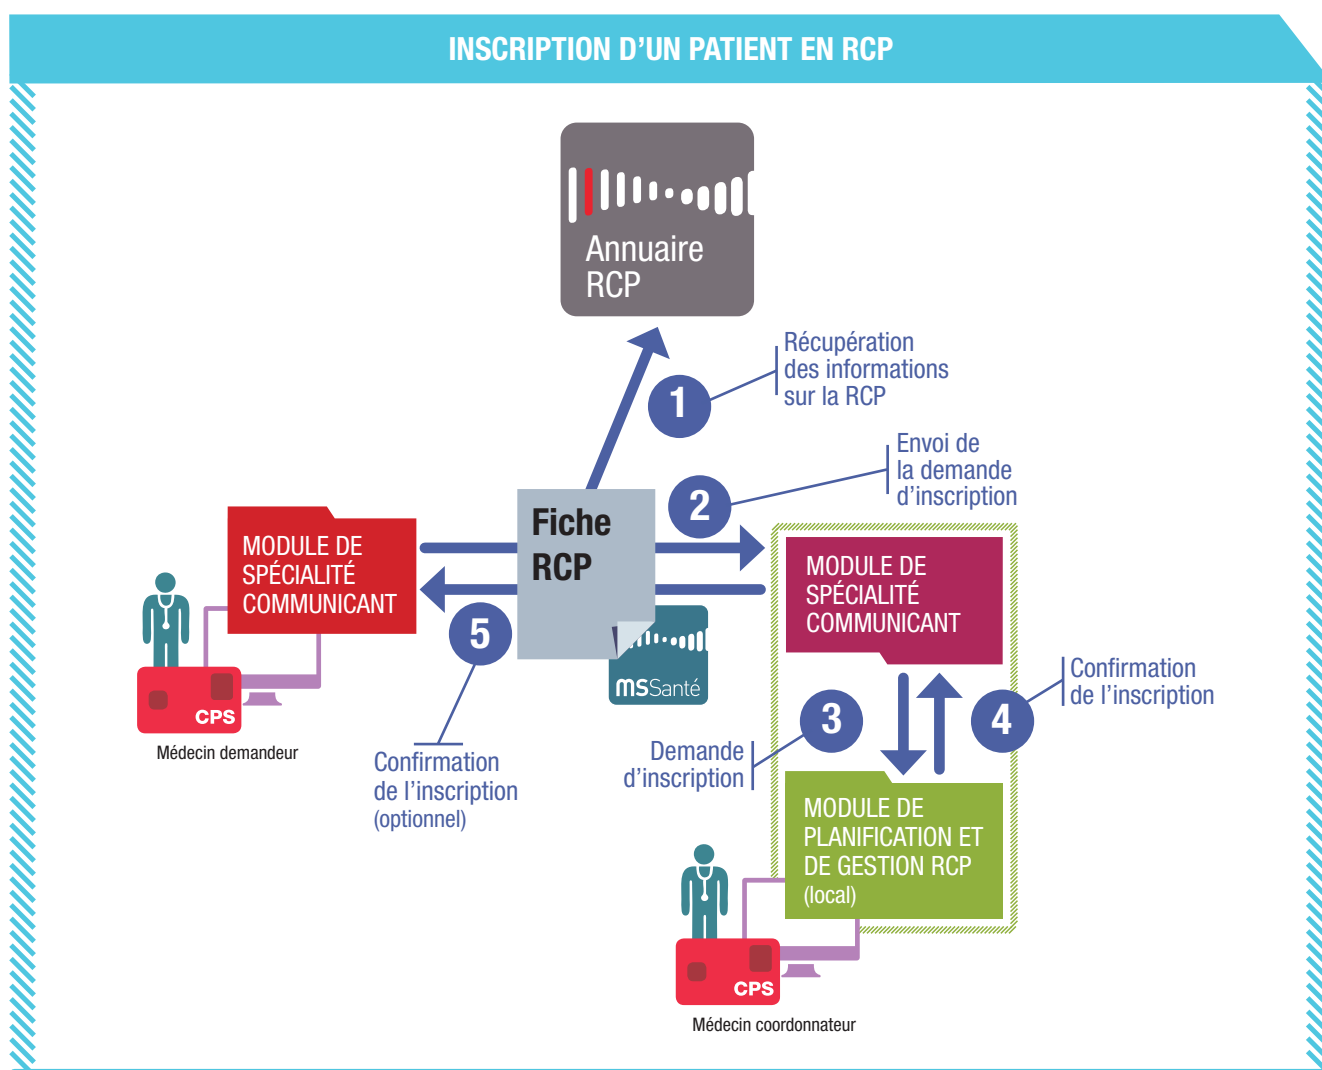 INSCRIPTION D’UN PATIENT EN RCP
Annuaire
RCP
1
Récupération
des informations
sur la RCP
2
Envoi de
la demande
d’inscription
Fiche
RCP
MODULE DE
SPÉCIALITÉ
COMMUNICANT
MODULE DE
SPÉCIALITÉ
COMMUNICANT
5
MSSanté
CPS
Médecin demandeur
Confirmation
de l’inscription
(optionnel)
3
Demande
d’inscription
4
Confirmation
de l’inscription
MODULE DE
PLANIFICATION ET
DE GESTION RCP
(local)
CPS
Médecin coordonnateur